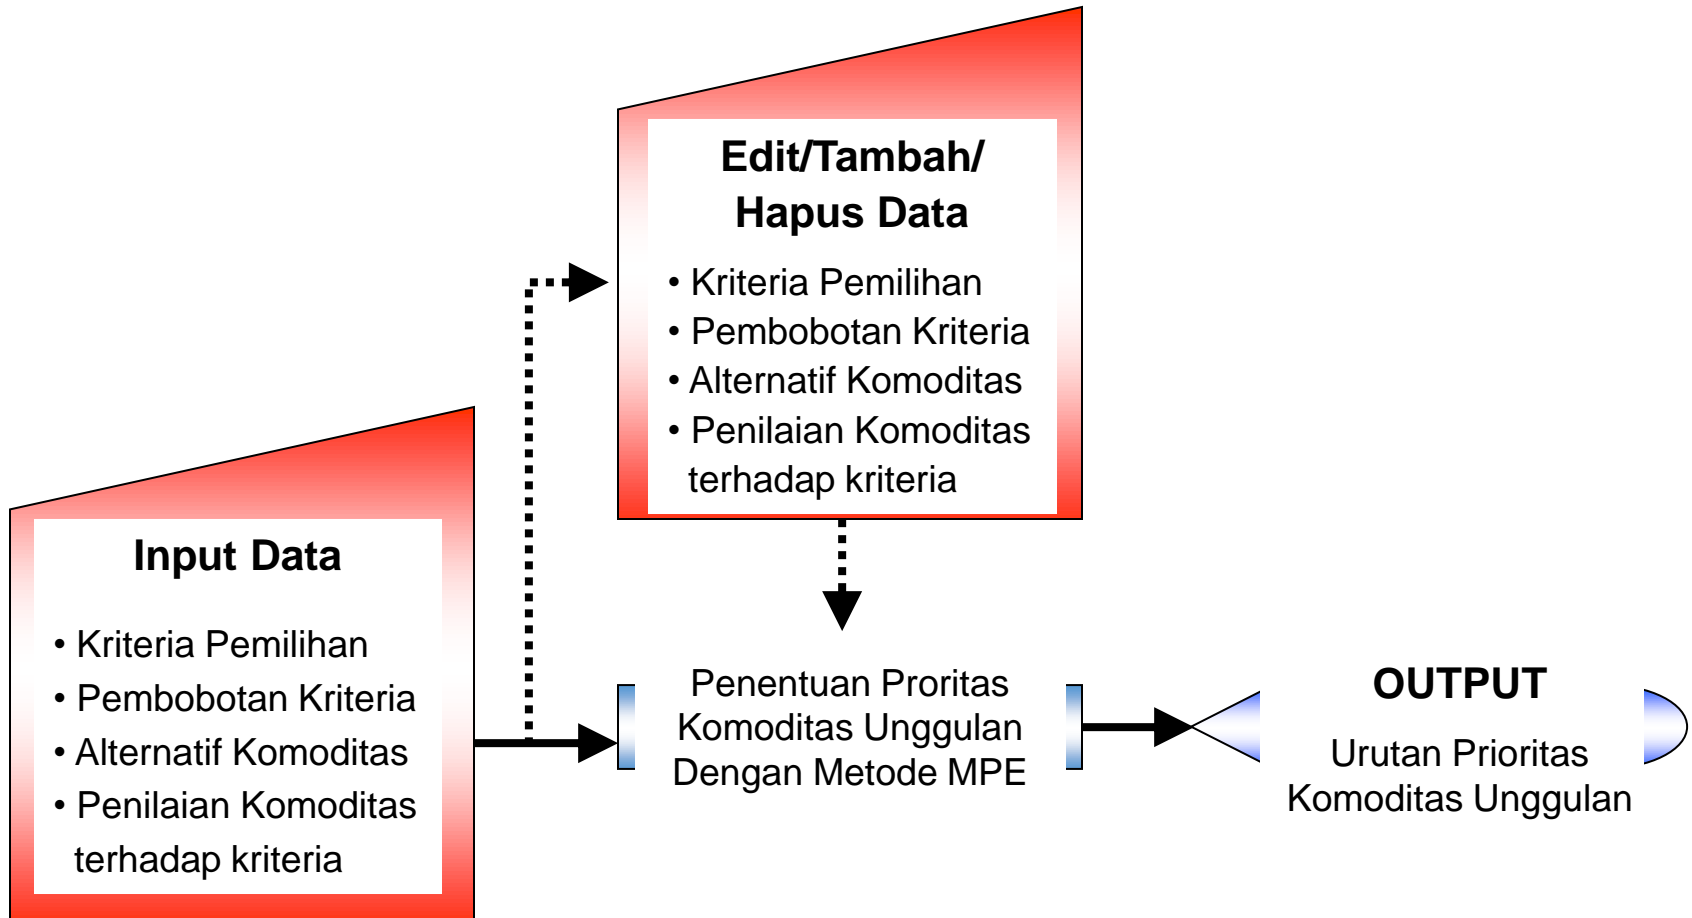 Edit/Tambah/
Hapus Data
• Kriteria Pemilihan
• Pembobotan Kriteria
• Alternatif Komoditas
• Penilaian Komoditas
terhadap kriteria
Input Data
• Kriteria Pemilihan
• Pembobotan Kriteria
• Alternatif Komoditas
• Penilaian Komoditas
terhadap kriteria
Penentuan Proritas
Komoditas Unggulan
Dengan Metode MPE
OUTPUT
Urutan Prioritas
Komoditas Unggulan